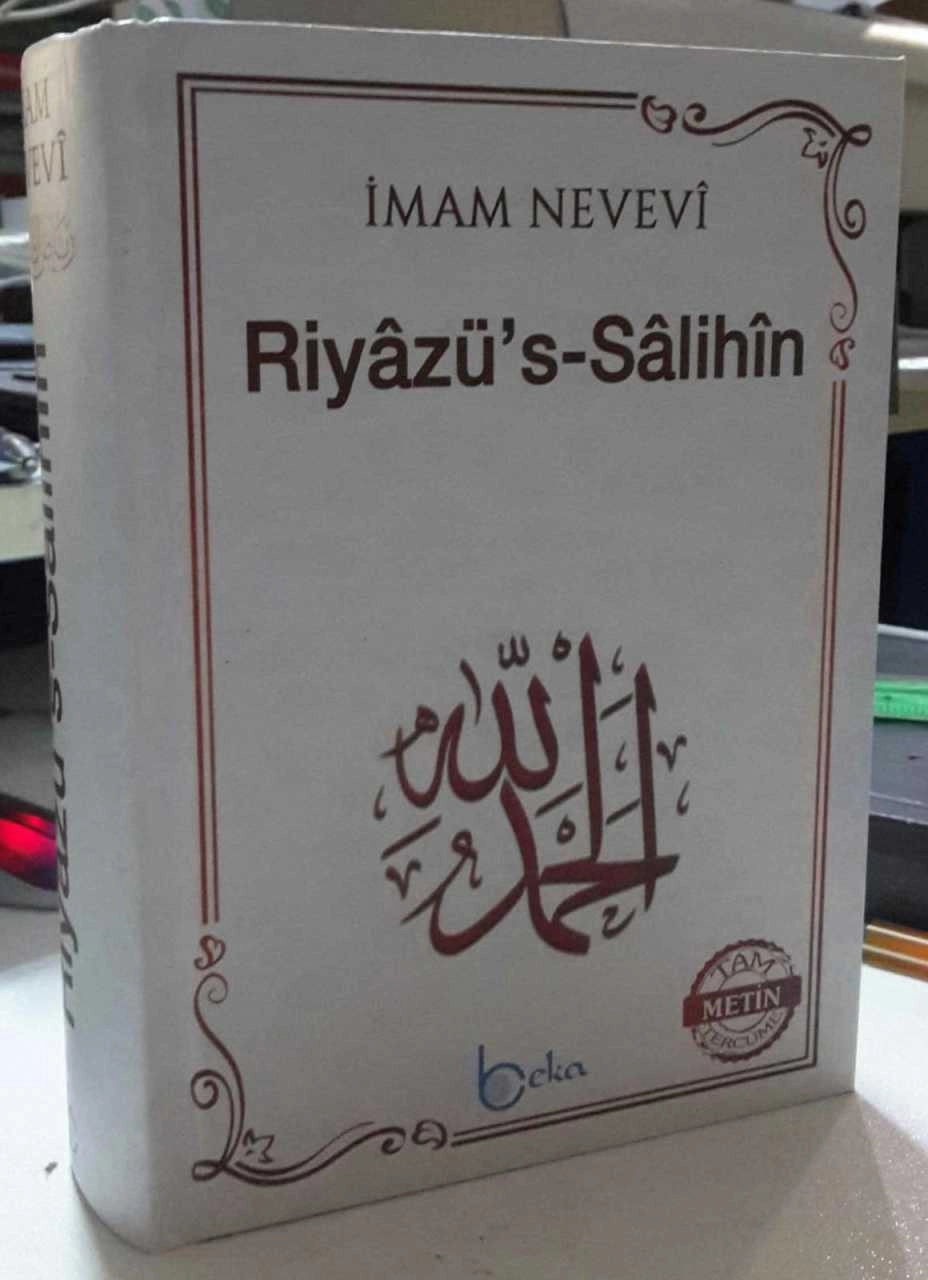 İMAM NEVEVÎ
Riyâzü's-Sâlihîn
الحمد لله
TAM
METİN
TERCÜME
beka